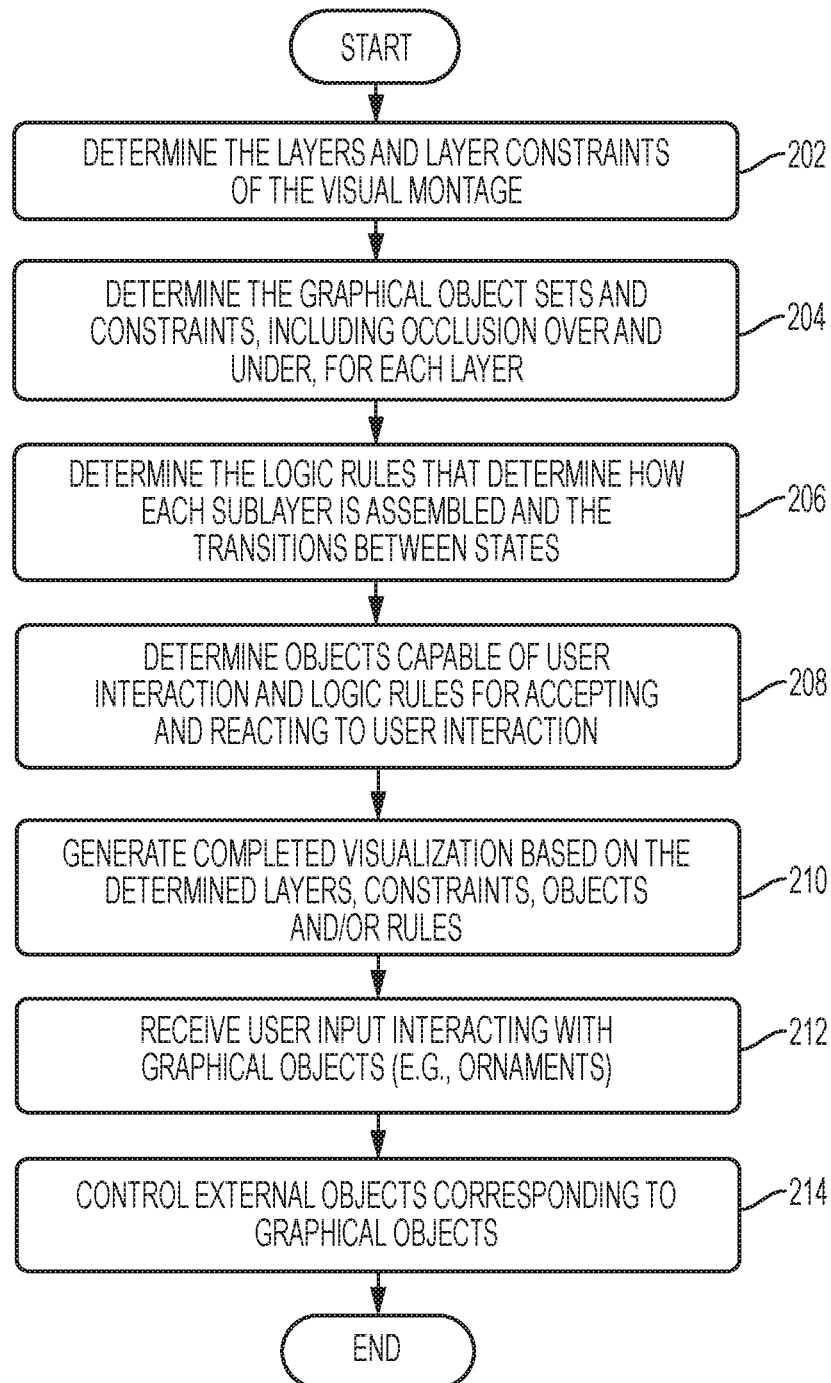 START
DETERMINE THE LAYERS AND LAYER CONSTRAINTS
OF THE VISUAL MONTAGE
202
DETERMINE THE GRAPHICAL OBJECT SETS AND
CONSTRAINTS, INCLUDING OCCLUSION OVER AND
UNDER, FOR EACH LAYER
204
DETERMINE THE LOGIC RULES THAT DETERMINE HOW
EACH SUBLAYER IS ASSEMBLED AND THE
TRANSITIONS BETWEEN STATES
206
DETERMINE OBJECTS CAPABLE OF USER
INTERACTION AND LOGIC RULES FOR ACCEPTING
AND REACTING TO USER INTERACTION
208
GENERATE COMPLETED VISUALIZATION BASED ON THE
DETERMINED LAYERS, CONSTRAINTS, OBJECTS
AND/OR RULES
210
RECEIVE USER INPUT INTERACTING WITH
GRAPHICAL OBJECTS (E.G., ORNAMENTS)
212
CONTROL EXTERNAL OBJECTS CORRESPONDING TO
GRAPHICAL OBJECTS
214
END